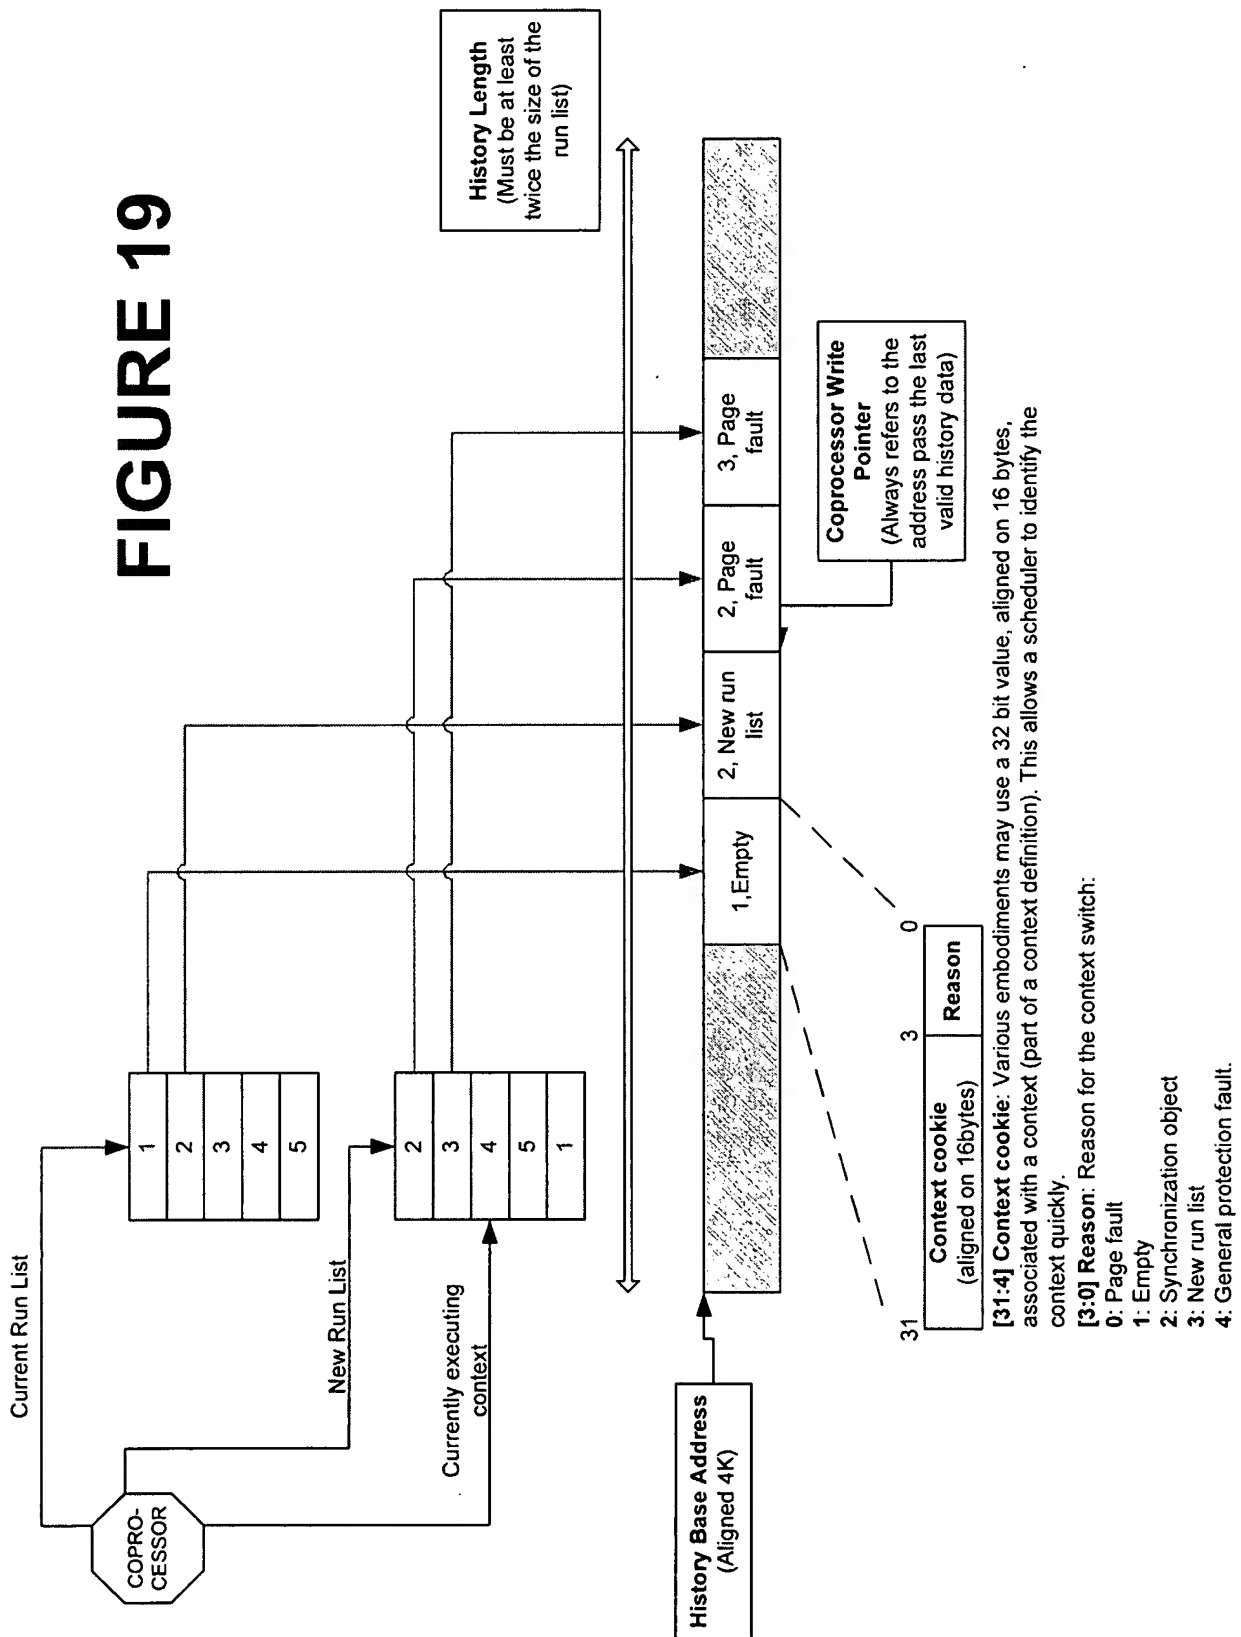 FIGURE 19
Current Run List
COPRO-
CESSOR
1
2
3
4
5
New Run List
2
3
4
5
1
Currently executing
context
History Length
(Must be at least
twice the size of the
run list)
History Base Address
(Aligned 4K)
1,Empty
2, New run
list
2, Page
fault
3, Page
fault
Coprocessor Write
Pointer
(Always refers to the
address pass the last
valid history data)
31
3
0
Context cookie
(aligned on 16bytes)
Reason
[31:4] Context cookie: Various embodiments may use a 32 bit value, aligned on 16 bytes,
associated with a context (part of a context definition). This allows a scheduler to identify the
context quickly.
[3:0] Reason: Reason for the context switch:
0: Page fault
1: Empty
2: Synchronization object
3: New run list
4: General protection fault.